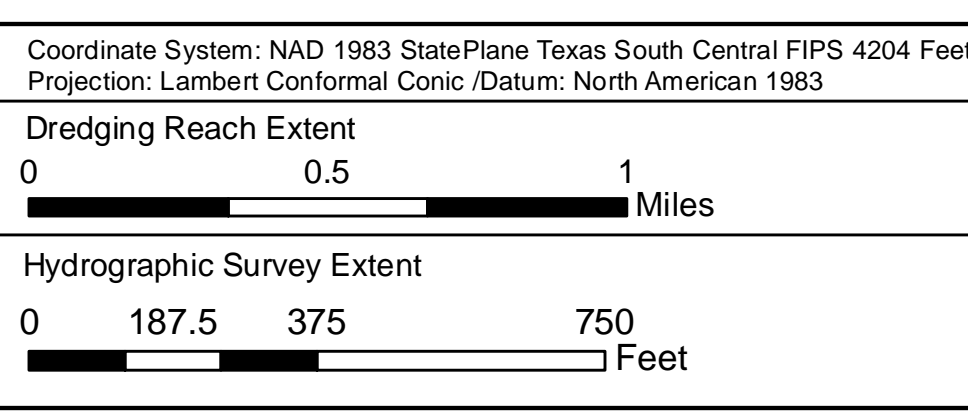 Coordinate System: NAD 1983 StatePlane Texas South Central FIPS 4204 Feet
Projection: Lambert Conformal Conic /Datum: North American 1983
Dredging Reach Extent
0 0.5 1
Miles
Hydrographic Survey Extent
0 187.5 375 750
Feet